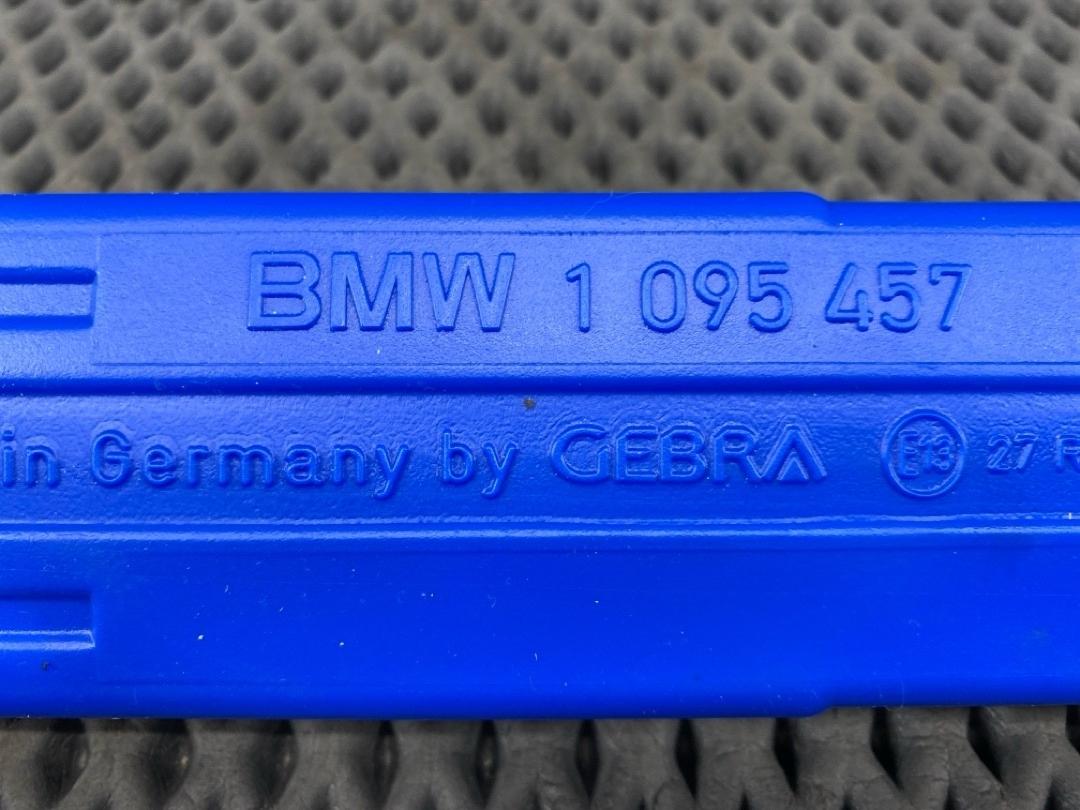 BMW 1 095 457
in Germany by GEBRA E13 27 R